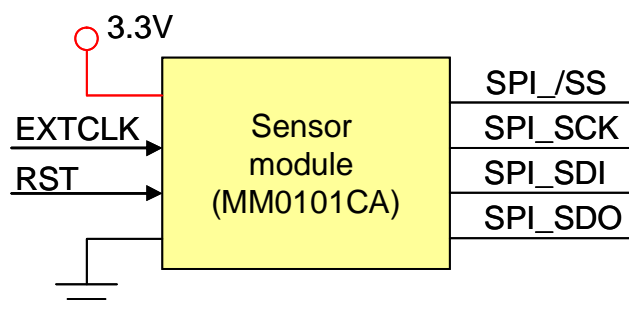 3.3V
EXTCLK
RST
Sensor
module
(MM0101CA)
SPI_/SS
SPI_SCK
SPI_SDI
SPI_SDO